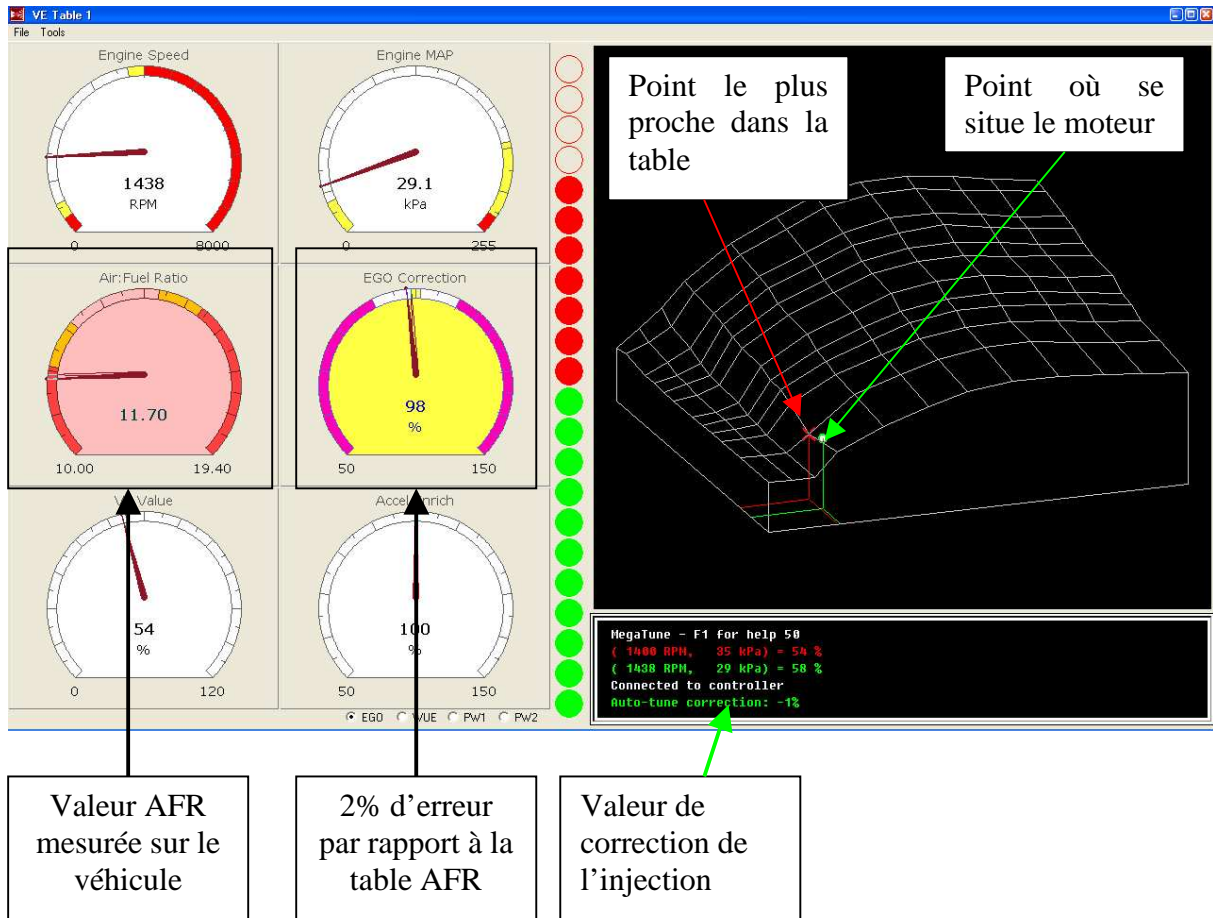 VE Table 1
File Tools
Engine Speed
1438
RPM
0 8000
Engine MAP
29.1
kPa
0 255
Air:Fuel Ratio
11.70
10.00 19.40
EGO Correction
98
%
50 150
Value
54
%
0 120
Accel nrich
100
%
50 150
EGO WUE PW1 PW2
Point le plus
proche dans la
table
Point où se
situe le moteur
MegaTune - F1 for help 50
( 1400 RPM, 35 kPa) = 54 %
( 1438 RPM, 29 kPa) = 58 %
Connected to controller
Auto-tune correction: -1%
Valeur AFR
mesurée sur le
véhicule
2% d'erreur
par rapport à la
table AFR
Valeur de
correction de
l'injection